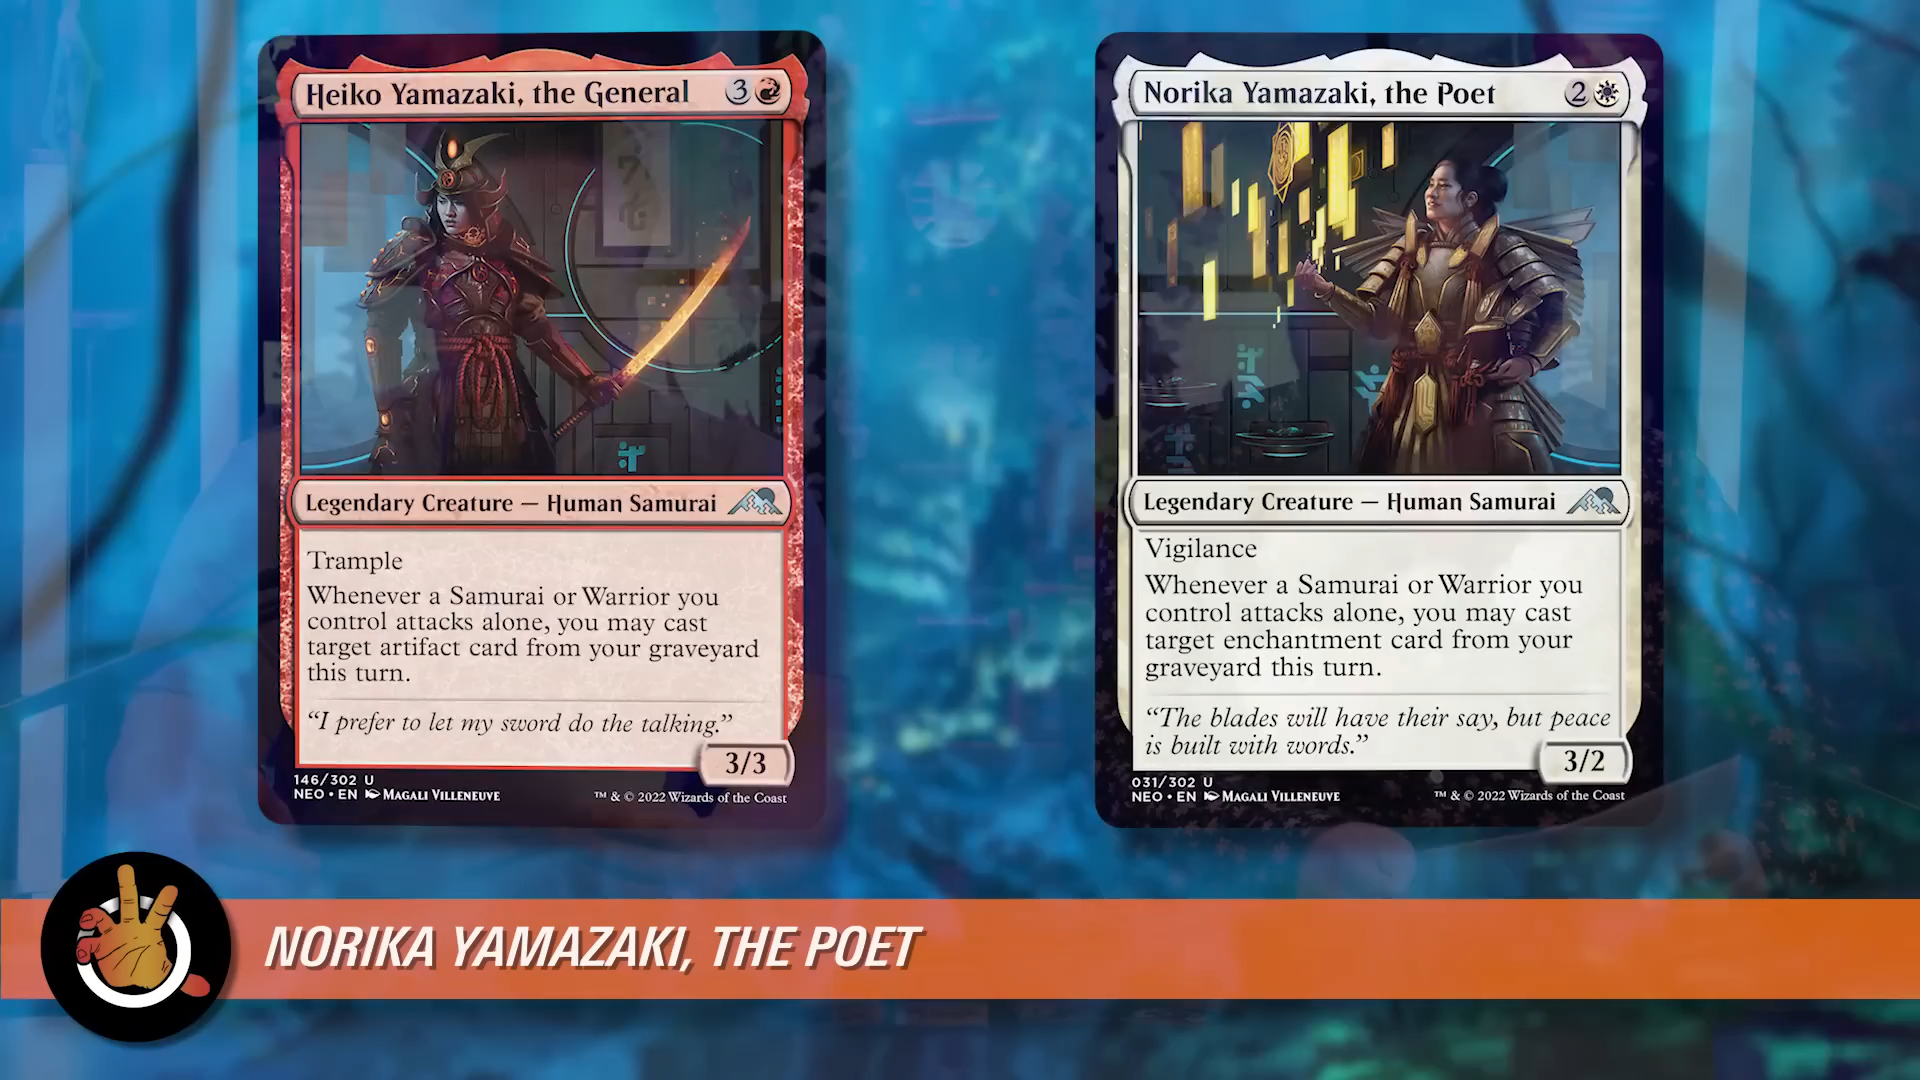 Heiko Yamazaki, the General 3
Legendary Creature — Human Samurai
Trample
Whenever a Samurai or Warrior you
control attacks alone, you may cast
target artifact card from your graveyard
this turn.
“I prefer to let my sword do the talking.”
3/3
146/302 U
NEO • EN Magali Villeneuve
™ & © 2022 Wizards of the Coast
Norika Yamazaki, the Poet 2
Legendary Creature — Human Samurai
Vigilance
Whenever a Samurai or Warrior you
control attacks alone, you may cast
target enchantment card from your
graveyard this turn.
“The blades will have their say, but peace
is built with words.”
3/2
031/302 U
NEO • EN Magali Villeneuve
™ & © 2022 Wizards of the Coast
NORIKA YAMAZAKI, THE POET